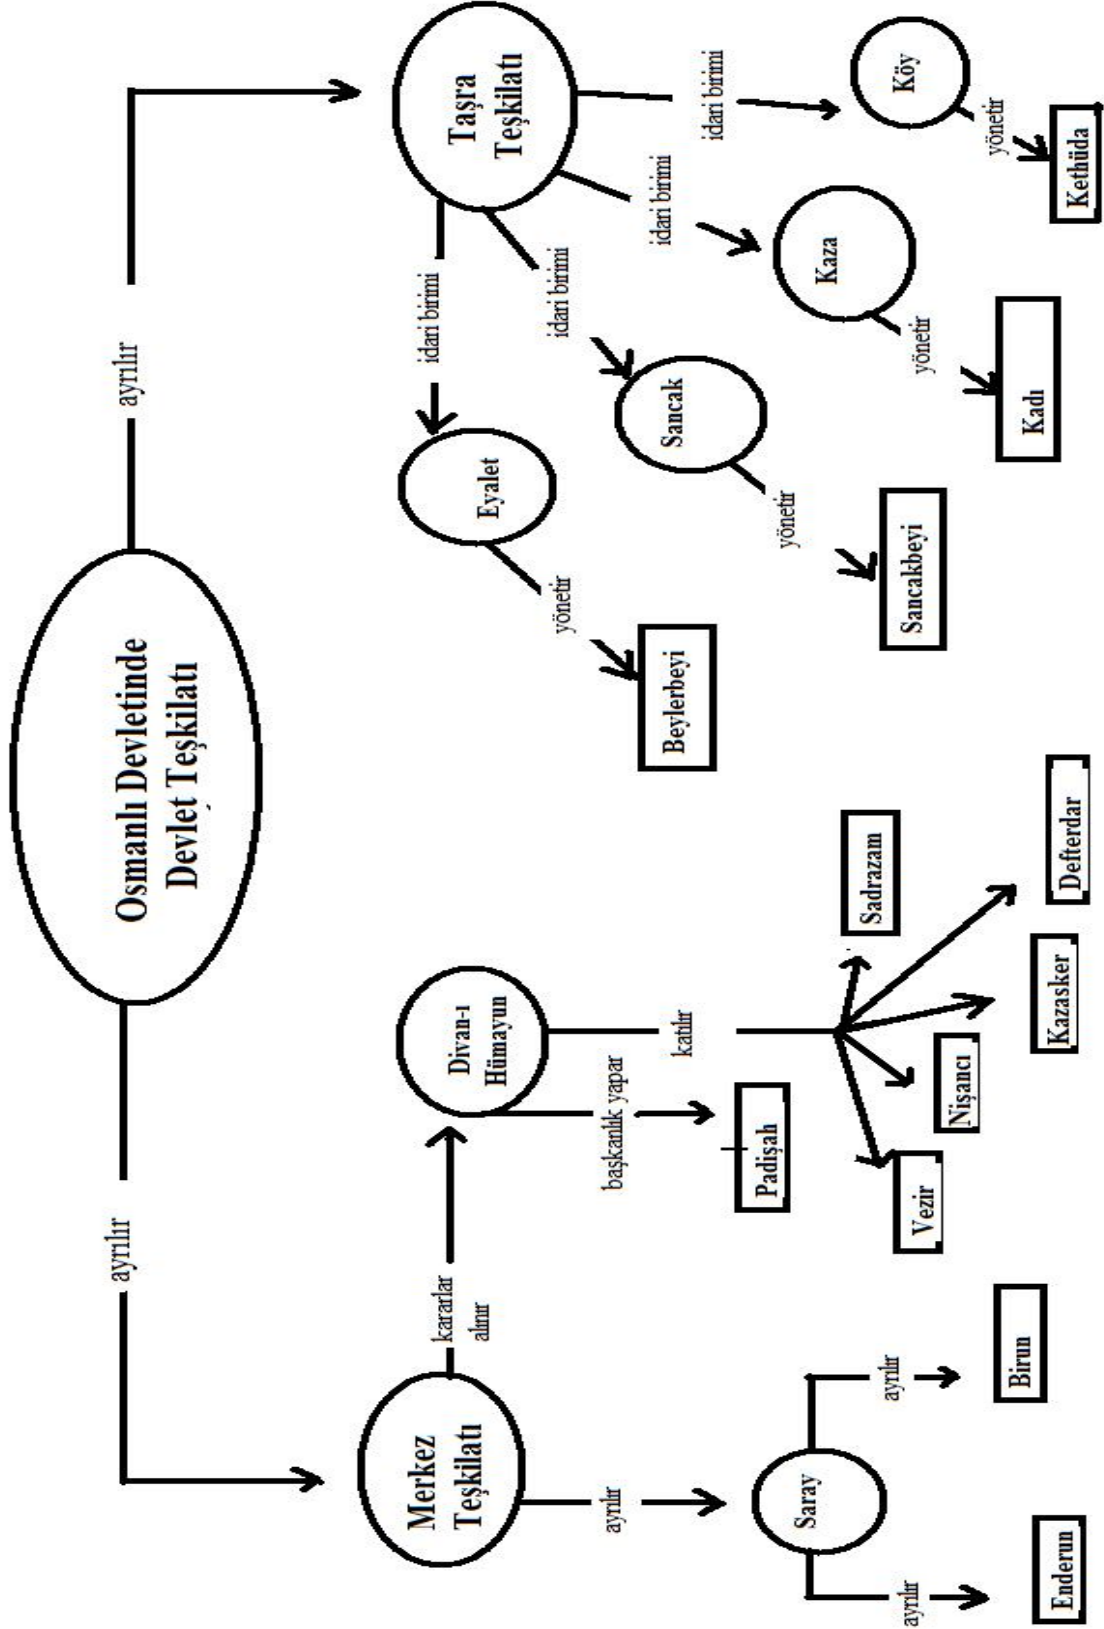 Osmanlı Devletinde
Devlet Teşkilatı
ayrılır
ayrılır
Merkez
Teşkilatı
kararlar
alınır
Divan-ı
Hümayun
başkanlık yapar
Padişah
katılır
Vezir
Nişancı
Kazasker
Defterdar
Sadrazam
ayrılır
Saray
ayrılır
Enderun
ayrılır
Birun
Taşra
Teşkilatı
idari birimi
Eyalet
yönetir
Beylerbeyi
idari birimi
Sancak
yönetir
Sancakbeyi
idari birimi
Kaza
yönetir
Kadı
idari birimi
Köy
yönetir
Kethüda